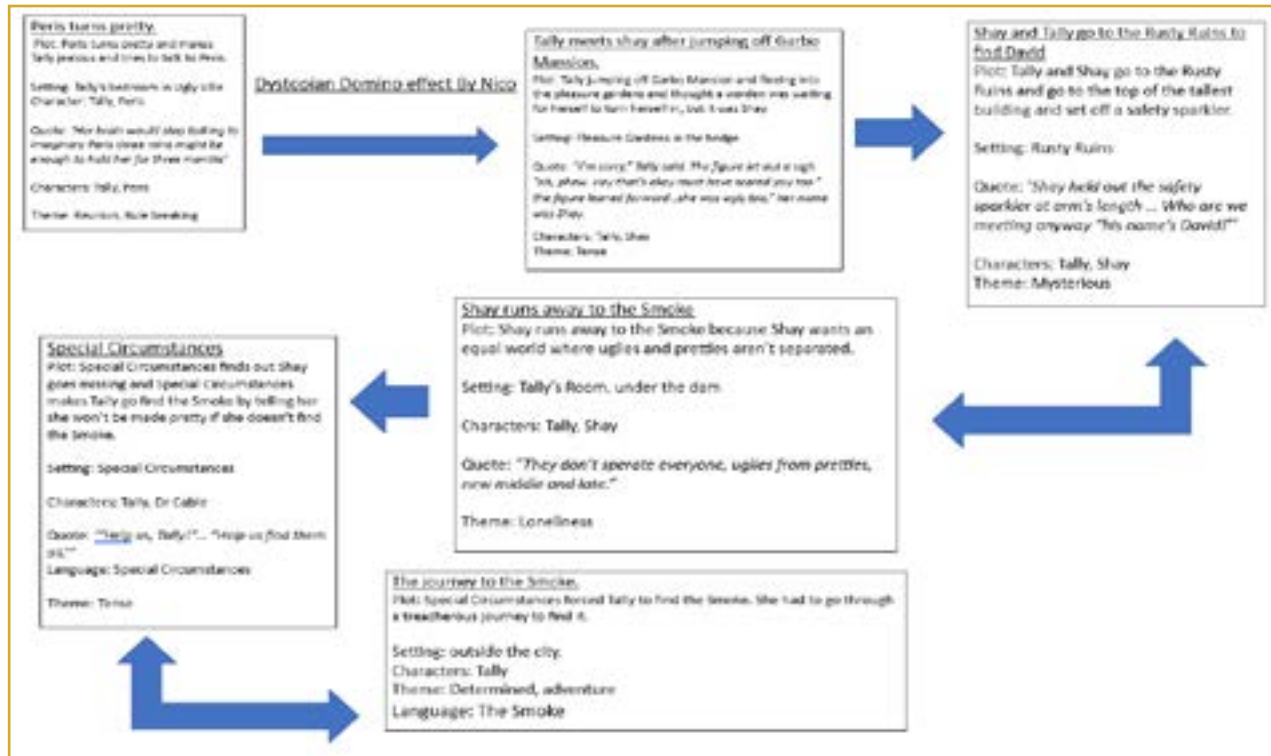 Peris turns pretty.
Plot: Peris turns pretty and makes
Tally jealous and tries to talk to Peris.
Setting: Tally's bedroom in Ugly ville
Character: Tally, Peris
Quote: "Her brain would stop
imaginary Peris three mins might be
enough to hold her for three months"
Characters: Tally, Peris
Theme: Reunion, Rule breaking
Dystopian Domino effect By Nico
Tally meets shay after jumping off Garbo
Mansion.
Plot: Tally jumping off Garbo Mansion and fleeing into
the pleasure gardens and thought a warden was waiting
for herself to turn herself in, but it was Shay
Setting: Pleasure Gardens in the bridge
Quote: "I'm sorry," Tally said. The figure let out a sigh
phew. okay must have scared you too."
the figure leaned forward ..she was ugly too," her name
was Shay.
Characters: Tally, Shay
Theme: Tense
Shay and Tally go to the Rusty Ruins to
find David
Plot: Tally and Shay go to the Rusty
Ruins and go to the top of the tallest
building and set off a safety sparkler.
Setting: Rusty Ruins
Quote: "Shay held out the safety
sparkler at arm's length ... Who are we
meeting anyway "his name's David!""
Characters: Tally, Shay
Theme: Mysterious
Shay runs away to the Smoke
Plot: Shay runs away to the Smoke because Shay wants an
equal world where uglies and pretties aren't separated.
Setting: Tally's Room, under the dam
Characters: Tally, Shay
Quote: "They don't sperate everyone, uglies from pretties,
new middle and late."
Theme: Loneliness
Special Circumstances
Plot: Special Circumstances finds out Shay
goes missing and Special Circumstances
makes Tally go find the Smoke by telling her
she won't be made pretty if she doesn't find
the Smoke.
Setting: Special Circumstances
Characters: Tally, Dr Cable
Quote: ""Help us, Tally!"... "Help us find them
Language: Special Circumstances
Theme: Tense
The journey to the Smoke.
Plot: Special Circumstances forced Tally to find the Smoke. She had to go through
a treacherous journey to find it.
Setting: outside the city.
Characters: Tally
Theme: Determined, adventure
Language: The Smoke